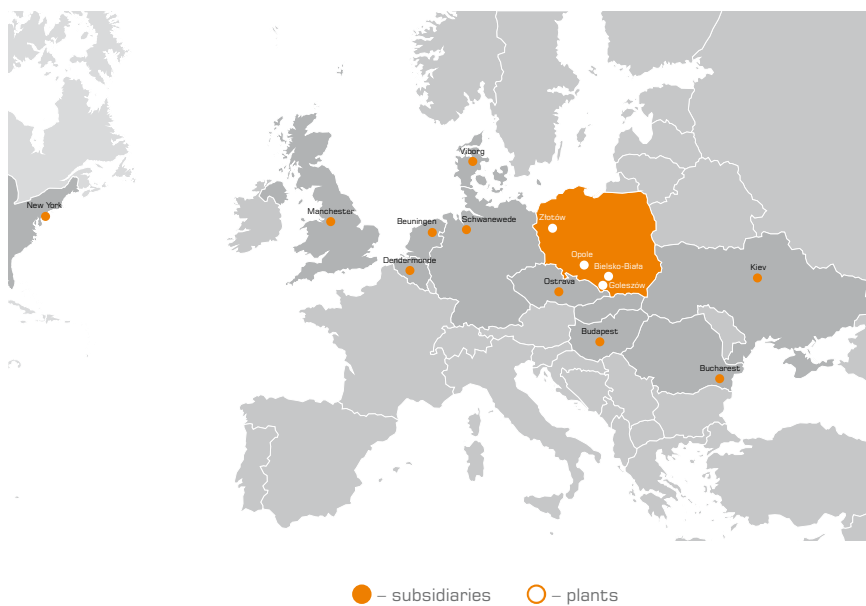 Viborg
New York
Manchester
Beuningen
Schwanewede
Złotów
Dendermonde
Opole
Bielsko-Biała
Kiev
Ostrava
Goleszów
Budapest
Bucharest
– subsidiaries
– plants